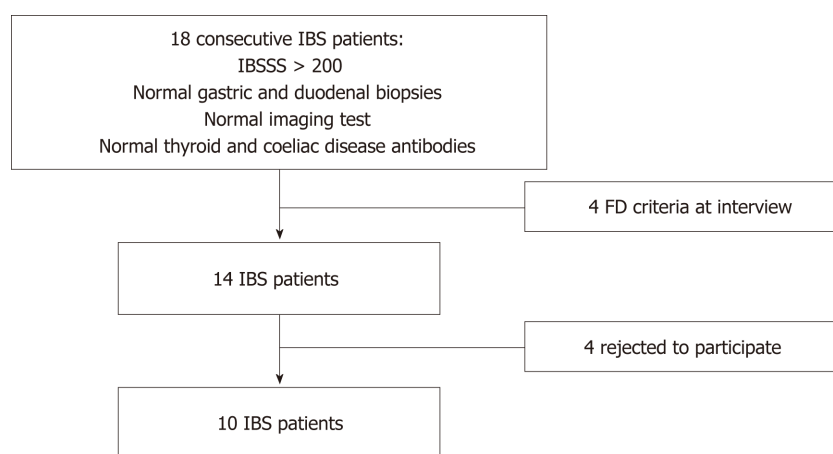 18 consecutive IBS patients:
IBSSS > 200
Normal gastric and duodenal biopsies
Normal imaging test
Normal thyroid and coeliac disease antibodies
4 FD criteria at interview
14 IBS patients
4 rejected to participate
10 IBS patients